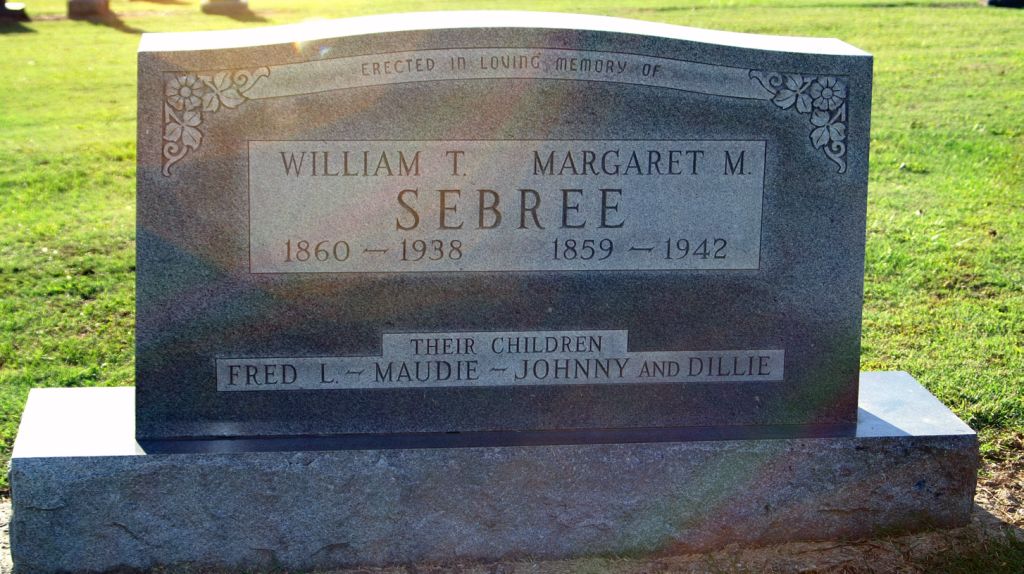 ERECTED IN LOVING MEMORY OF
WILLIAM T. MARGARET M.
SEBREE
1860 – 1938 1859 – 1942
THEIR CHILDREN
FRED L. – MAUDIE – JOHNNY AND DILLIE